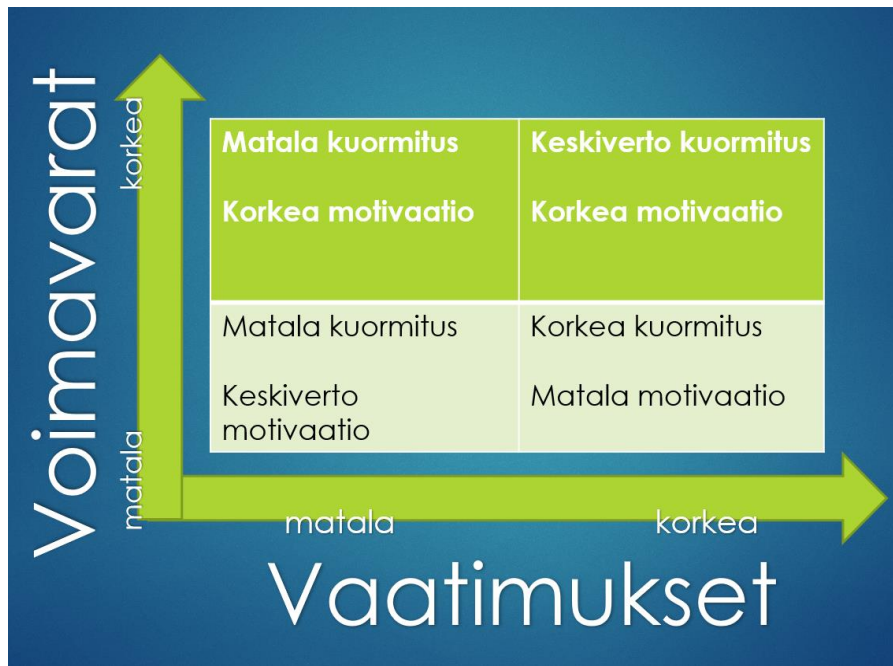 Voimavarat
korkea
matala
Matala kuormitus
Korkea motivaatio
Keskiverto kuormitus
Korkea motivaatio
Matala kuormitus
Keskiverto
motivaatio
Korkea kuormitus
Matala motivaatio
matala
korkea
Vaatimukset